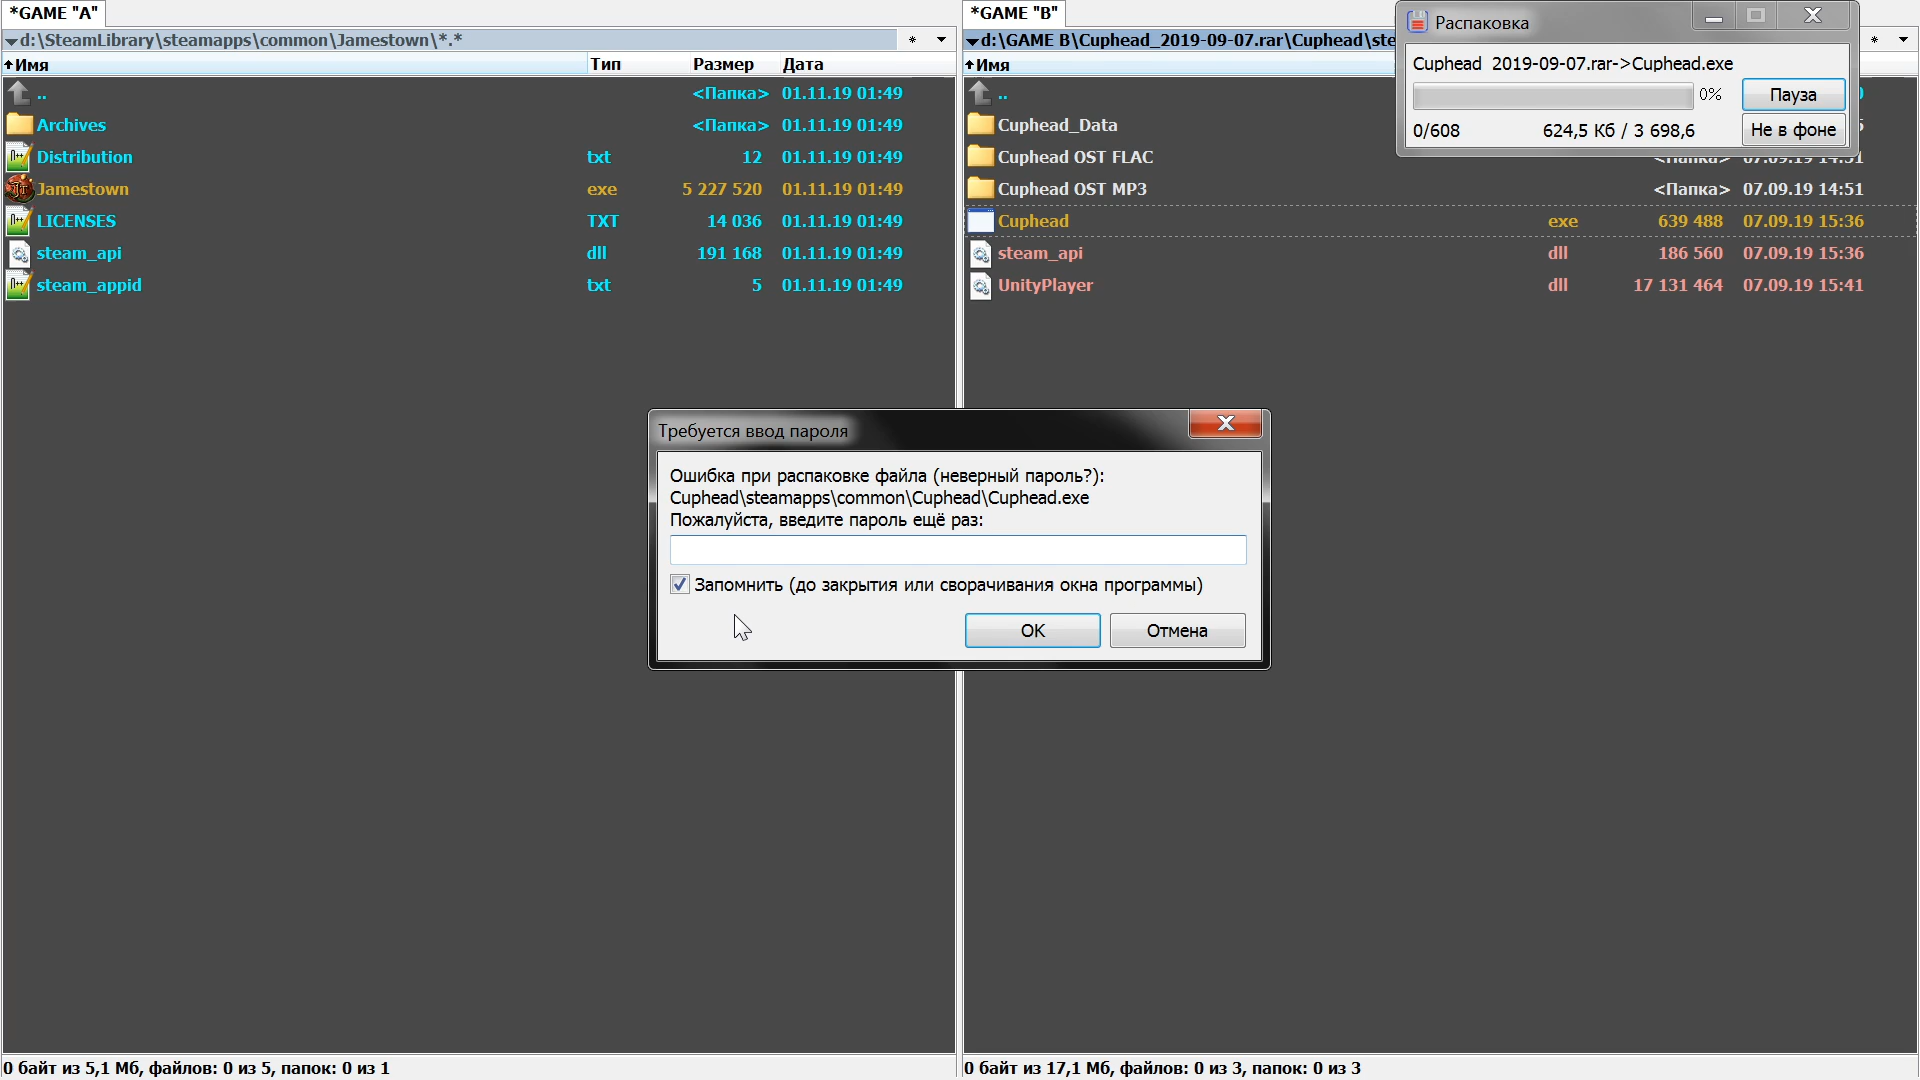 *GAME "A"
d:\SteamLibrary\steamapps\common\Jamestown\*.*
* 
Имя Тип Размер Дата
.. <Папка> 01.11.19 01:49
Archives <Папка> 01.11.19 01:49
Distribution txt 12 01.11.19 01:49
Jamestown exe 5 227 520 01.11.19 01:49
LICENSES TXT 14 036 01.11.19 01:49
steam_api dll 191 168 01.11.19 01:49
steam_appid txt 5 01.11.19 01:49
0 байт из 5,1 Мб, файлов: 0 из 5, папок: 0 из 1
*GAME "B"
d:\GAME B\Cuphead_2019-09-07.rar\Cuphead\ste
*
Имя
..
Cuphead_Data
Cuphead OST FLAC <Папка> 07.09.19 14:51
Cuphead OST MP3 <Папка> 07.09.19 14:51
Cuphead exe 639 488 07.09.19 15:36
steam_api dll 186 560 07.09.19 15:36
UnityPlayer dll 17 131 464 07.09.19 15:41
0 байт из 17,1 Мб, файлов: 0 из 3, папок: 0 из 3
Распаковка
Cuphead 2019-09-07.rar->Cuphead.exe
0% Пауза
0/608 624,5 Кб / 3 698,6 Не в фоне
Требуется ввод пароля
Ошибка при распаковке файла (неверный пароль?):
Cuphead\steamapps\common\Cuphead\Cuphead.exe
Пожалуйста, введите пароль ещё раз:
Запомнить (до закрытия или сворачивания окна программы)
OK Отмена